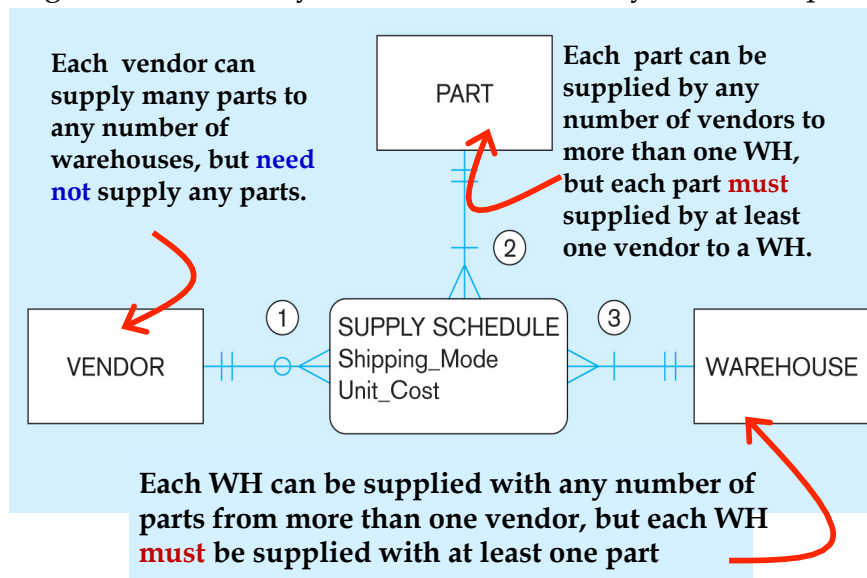 Each vendor can
supply many parts to
any number of
warehouses, but need
not supply any parts.
PART
Each part can be
supplied by any
number of vendors to
more than one WH,
but each part must
supplied by at least
one vendor to a WH.
2
1
3
VENDOR
SUPPLY SCHEDULE
Shipping_Mode
Unit_Cost
WAREHOUSE
Each WH can be supplied with any number of
parts from more than one vendor, but each WH
must be supplied with at least one part